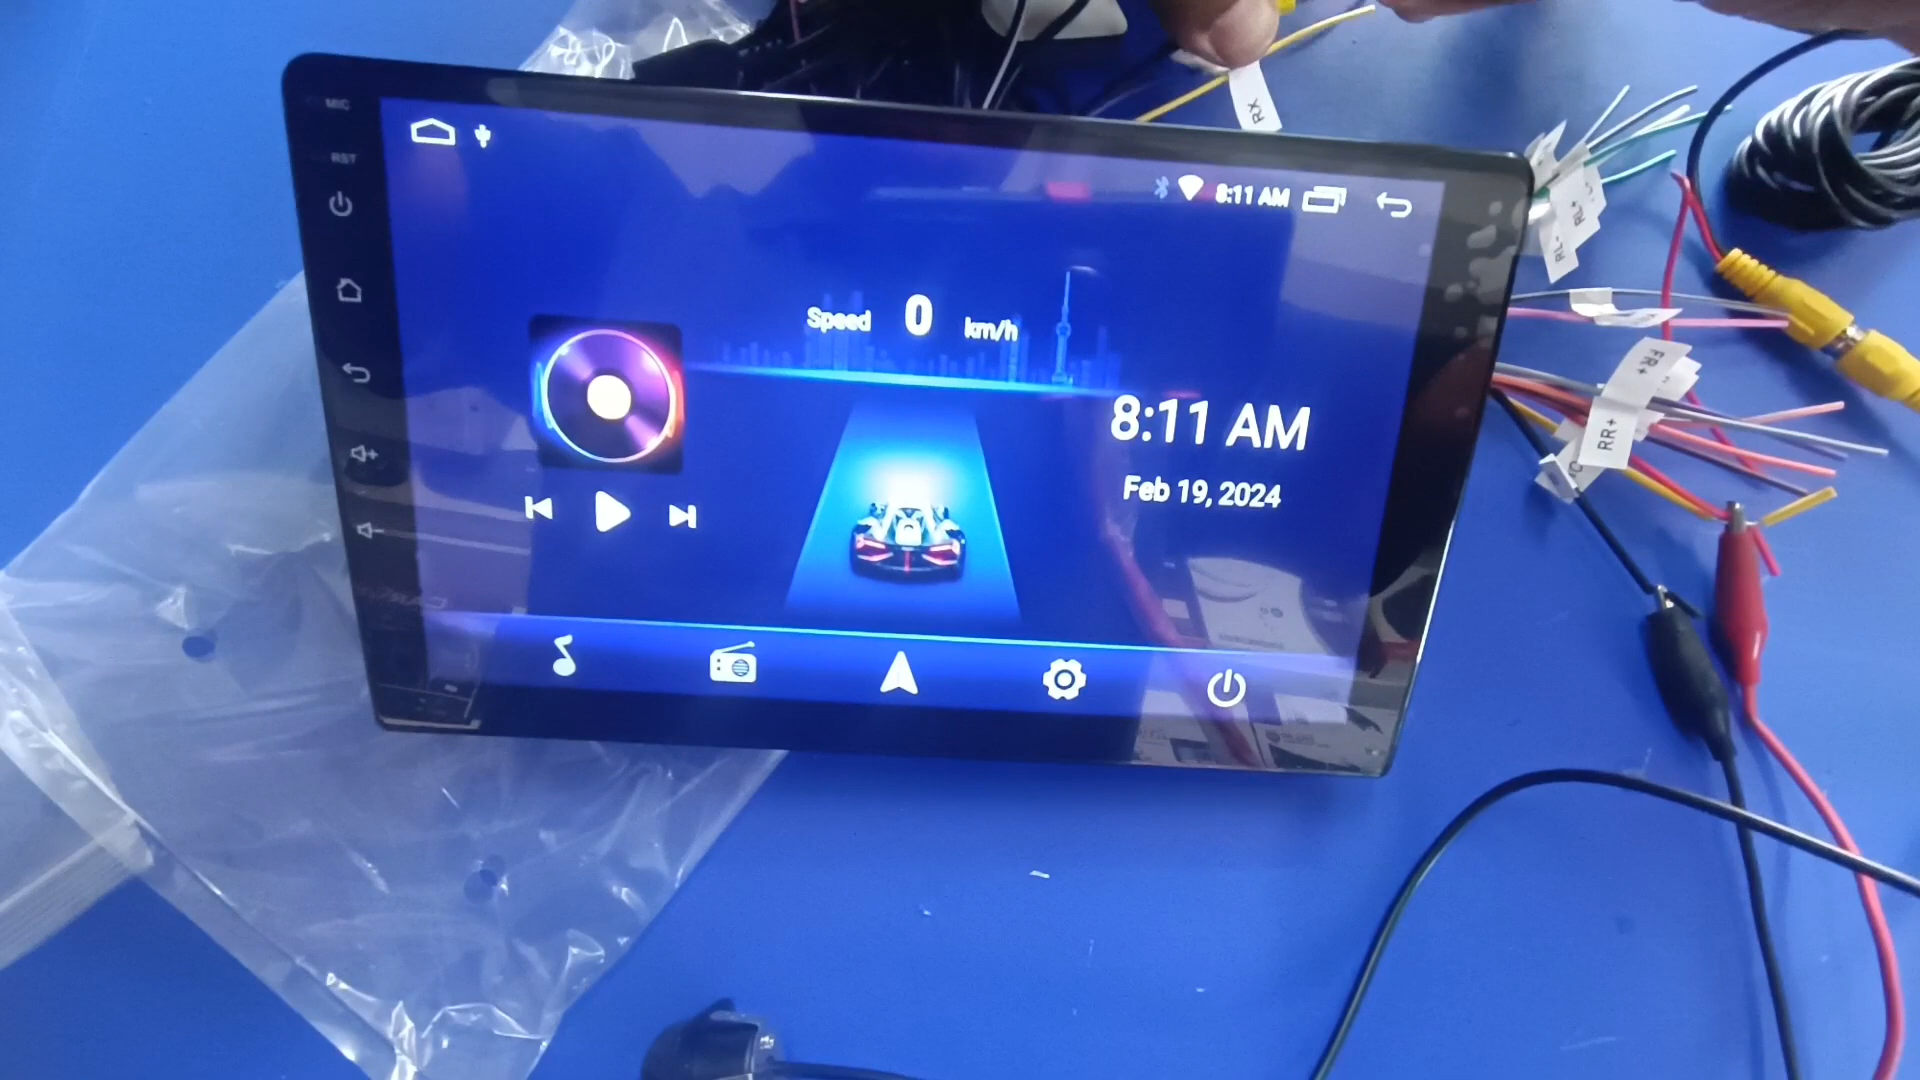 MIC
RST
8:11 AM
Speed 0 km/h
8:11 AM
Feb 19, 2024
RX
RL+
RL-
FR+
RR+